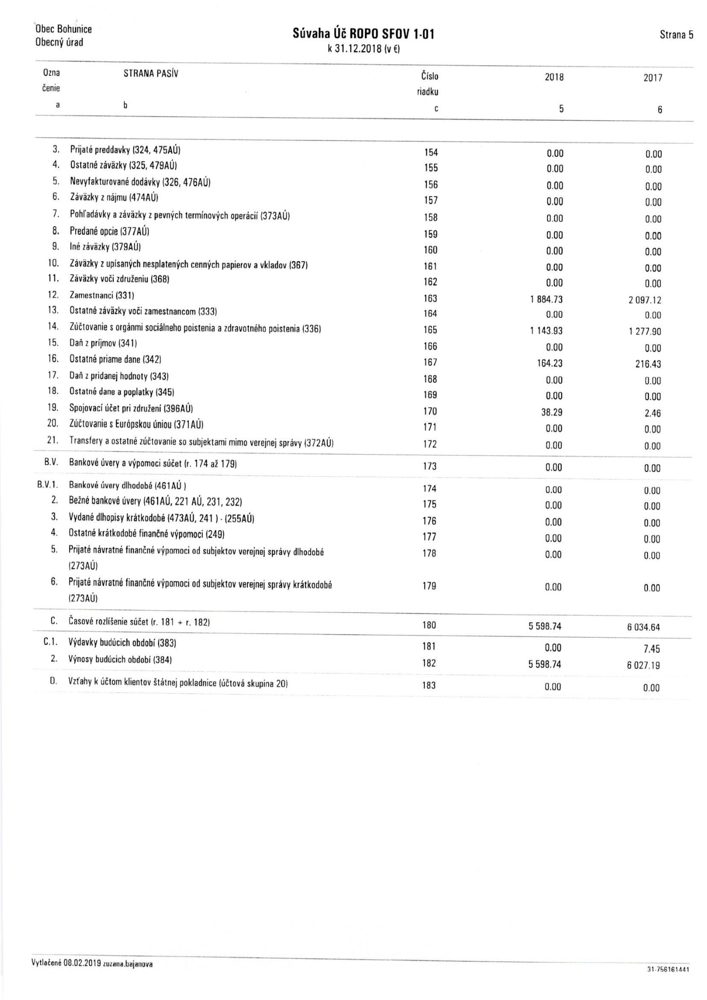 Obec Bohunice
Obecný úrad
Súvaha Úč ROPO SFOV 1-01
k 31.12.2018 (v €)
Strana 5
Ozna STRANA PASÍV Číslo 2018 2017
čenie riadku
a b c 5 6
3. Prijaté preddavky (324, 475AÚ) 154 0.00 0.00
4. Ostatné záväzky (325, 479AÚ) 155 0.00 0.00
5. Nevyfakturované dodávky (326, 476AÚ) 156 0.00 0.00
6. Záväzky z nájmu (474AÚ) 157 0.00 0.00
7. Pohľadávky a záväzky z pevných termínových operácií (373AÚ) 158 0.00 0.00
8. Predané opcie (377AÚ) 159 0.00 0.00
9. Iné záväzky (379AÚ) 160 0.00 0.00
10. Záväzky z upísaných nesplatených cenných papierov a vkladov (367) 161 0.00 0.00
11. Záväzky voči združeniu (368) 162 0.00 0.00
12. Zamestnanci (331) 163 1 884.73 2 097.12
13. Ostatné záväzky voči zamestnancom (333) 164 0.00 0.00
14. Zúčtovanie s orgánmi sociálneho poistenia a zdravotného poistenia (336) 165 1 143.93 1 277.90
15. Daň z príjmov (341) 166 0.00 0.00
16. Ostatné priame dane (342) 167 164.23 216.43
17. Daň z pridanej hodnoty (343) 168 0.00 0.00
18. Ostatné dane a poplatky (345) 169 0.00 0.00
19. Spojovací účet pri združení (396AÚ) 170 38.29 2.46
20. Zúčtovanie s Európskou úniou (371AÚ) 171 0.00 0.00
21. Transfery a ostatné zúčtovanie so subjektami mimo verejnej správy (372AÚ) 172 0.00 0.00
B.V. Bankové úvery a výpomoci súčet (r. 174 až 179) 173 0.00 0.00
B.V.1. Bankové úvery dlhodobé (461AÚ ) 174 0.00 0.00
2. Bežné bankové úvery (461AÚ, 221 AÚ, 231, 232) 175 0.00 0.00
3. Vydané dlhopisy krátkodobé (473AÚ, 241 ) - (255AÚ) 176 0.00 0.00
4. Ostatné krátkodobé finančné výpomoci (249) 177 0.00 0.00
5. Prijaté návratné finančné výpomoci od subjektov verejnej správy dlhodobé 178 0.00 0.00
(273AÚ)
6. Prijaté návratné finančné výpomoci od subjektov verejnej správy krátkodobé 179 0.00 0.00
(273AÚ)
C. Časové rozlíšenie súčet (r. 181 + r. 182) 180 5 598.74 6 034.64
C.1. Výdavky budúcich období (383) 181 0.00 7.45
2. Výnosy budúcich období (384) 182 5 598.74 6 027.19
D. Vzťahy k účtom klientov štátnej pokladnice (účtová skupina 20) 183 0.00 0.00
Vytlačené 08.02.2019 zuzana.bajanova
31-756161441